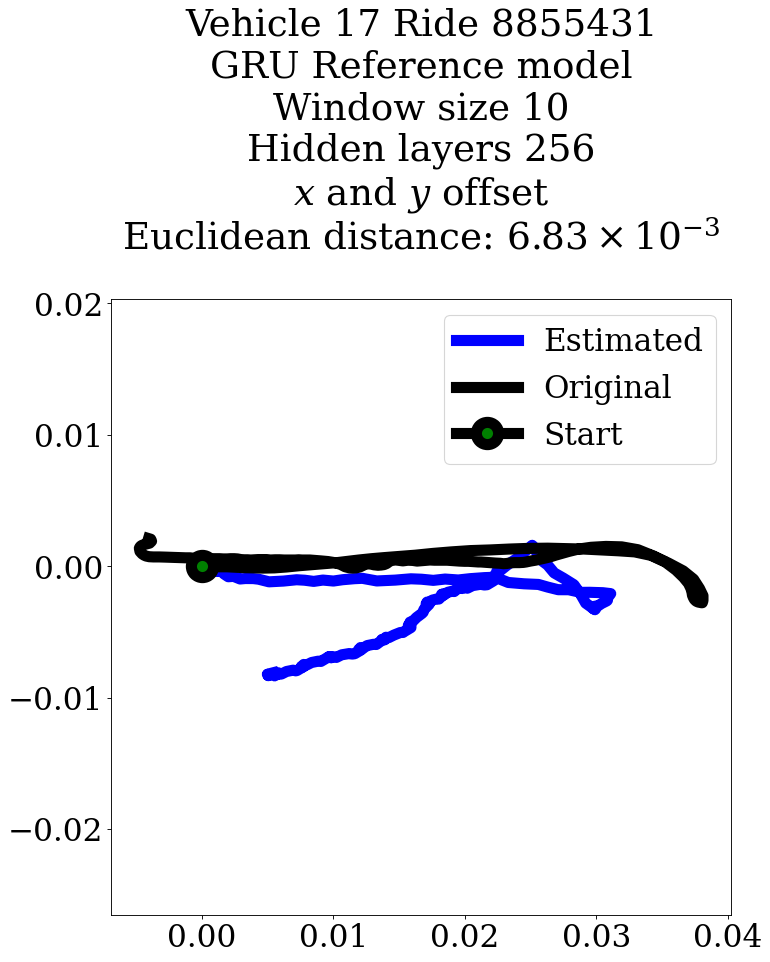 Vehicle 17 Ride 8855431
GRU Reference model
Window size 10
Hidden layers 256
x and y offset
Euclidean distance: 6.83 × 10⁻³
0.02
0.01
0.00
−0.01
−0.02
Estimated
Original
Start
0.00 0.01 0.02 0.03 0.04